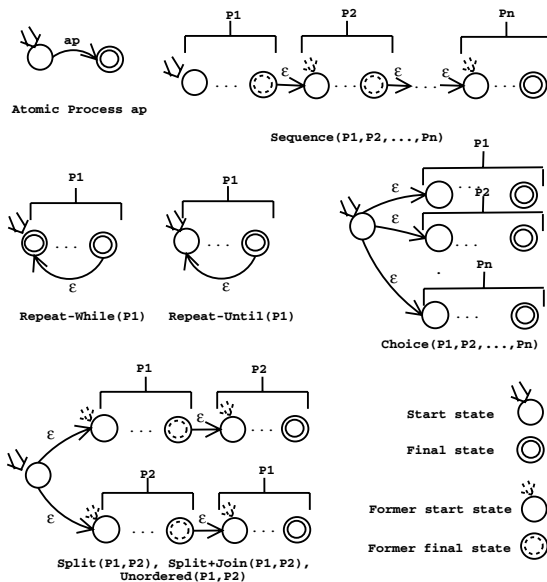 P1 P2 Pn
ap
ε ε ε
... ... ... ...
Atomic Process ap
Sequence(P1,P2,...,Pn)
P1 P1 P1
... P2
ε
ε
... ... ...
ε ε ε
Pn
...
Repeat-While(P1) Repeat-Until(P1)
Choice(P1,P2,...,Pn)
P1 P2
ε
... ...
ε
Start state
Final state
P2 P1
ε
ε
... ...
Former start state
Former final state
Split(P1,P2), Split+Join(P1,P2),
Unordered(P1,P2)